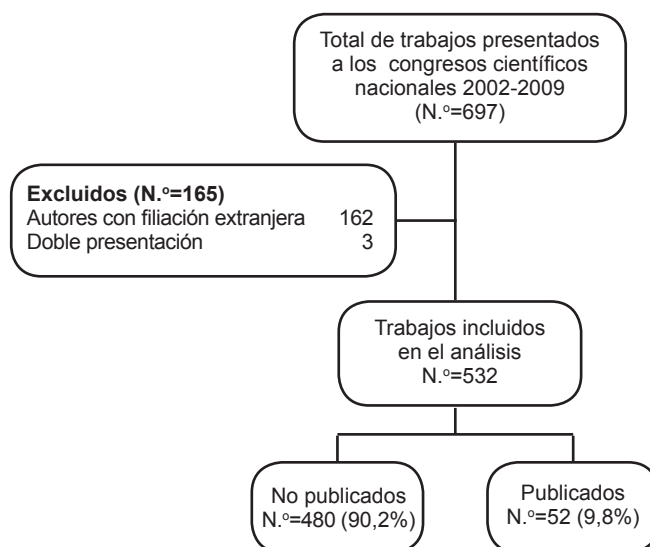 Total de trabajos presentados
a los congresos científicos
nacionales 2002-2009
(N.º=697)
Excluidos (N.º=165)
Autores con filiación extranjera 162
Doble presentación 3
Trabajos incluidos
en el análisis
N.º=532
No publicados
N.º=480 (90,2%)
Publicados
N.º=52 (9,8%)